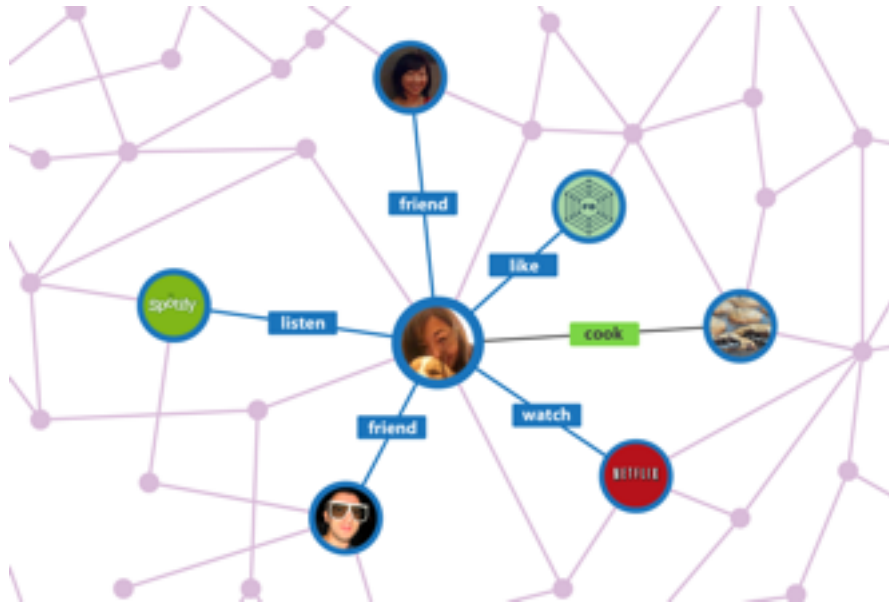 friend
like
Spotify
listen
cook
watch
friend
NETFLIX